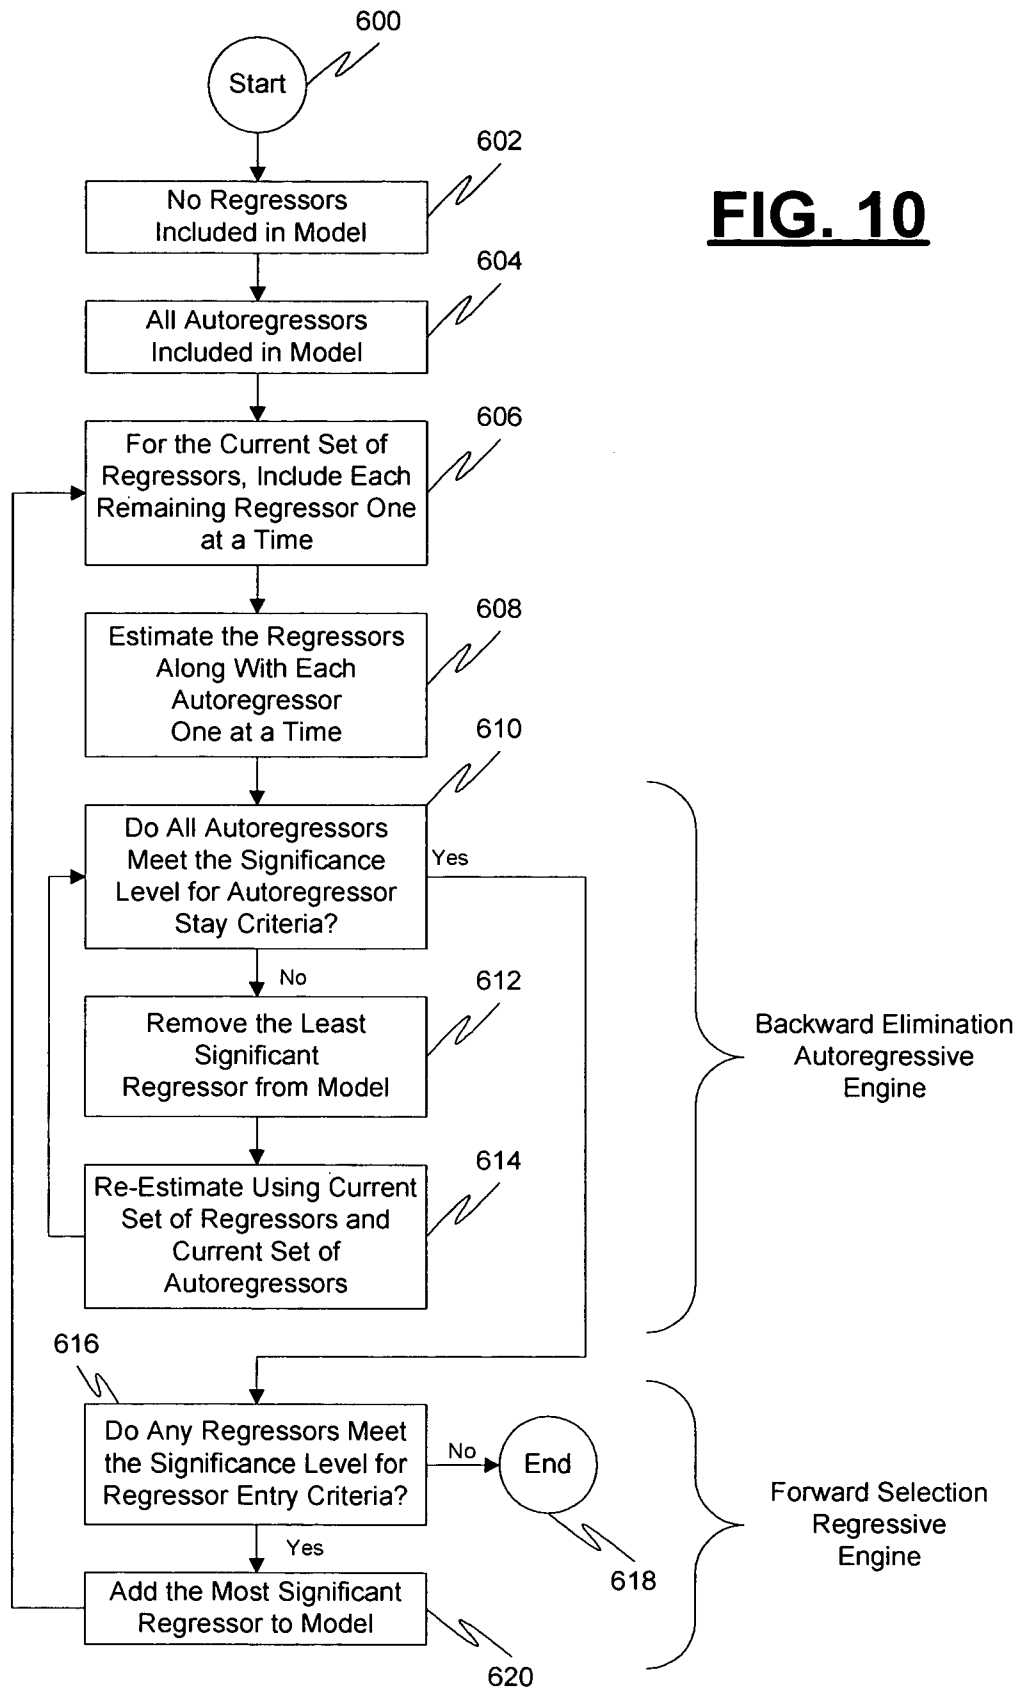 600
Start
602
No Regressors
Included in Model
FIG. 10
604
All Autoregressors
Included in Model
606
For the Current Set of
Regressors, Include Each
Remaining Regressor One
at a Time
608
Estimate the Regressors
Along With Each
Autoregressor
One at a Time
610
Do All Autoregressors
Meet the Significance
Level for Autoregressor
Stay Criteria?
Yes
No
612
Remove the Least
Significant
Regressor from Model
Backward Elimination
Autoregressive
Engine
614
Re-Estimate Using Current
Set of Regressors and
Current Set of
Autoregressors
616
Do Any Regressors Meet
the Significance Level for
Regressor Entry Criteria?
No
End
Forward Selection
Regressive
Engine
Yes
618
Add the Most Significant
Regressor to Model
620